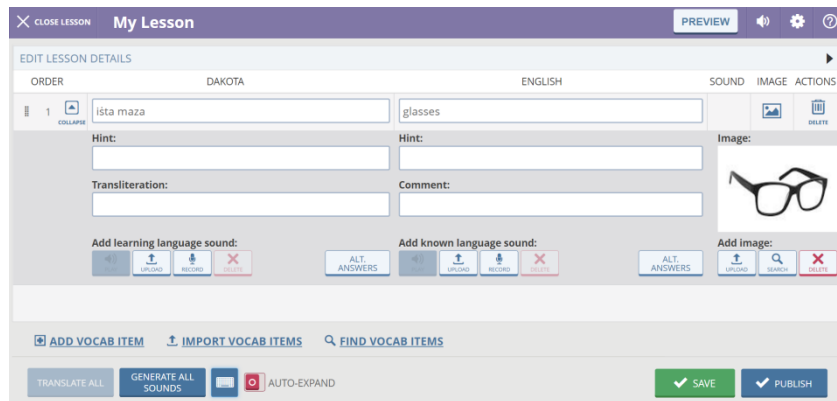 CLOSE LESSON My Lesson PREVIEW
EDIT LESSON DETAILS
ORDER DAKOTA ENGLISH SOUND IMAGE ACTIONS
1 COLLAPSE iśta maza glasses DELETE
Hint: Hint: Image:
Transliteration: Comment:
Add learning language sound: Add known language sound: Add image:
UPLOAD RECORD DELETE ALT. ANSWERS UPLOAD RECORD DELETE ALT. ANSWERS UPLOAD SEARCH DELETE
ADD VOCAB ITEM IMPORT VOCAB ITEMS FIND VOCAB ITEMS
TRANSLATE ALL GENERATE ALL SOUNDS AUTO-EXPAND SAVE PUBLISH